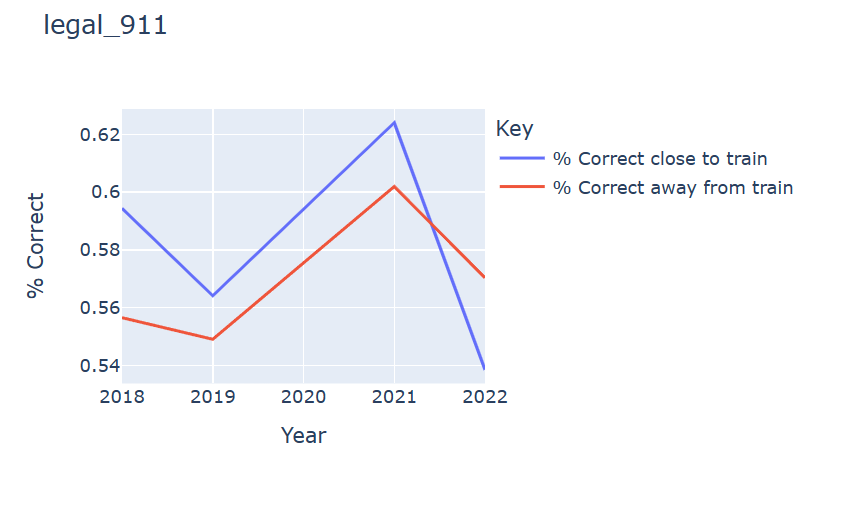 legal_911
% Correct
0.62
0.6
0.58
0.56
0.54
2018 2019 2020 2021 2022
Year
Key
% Correct close to train
% Correct away from train